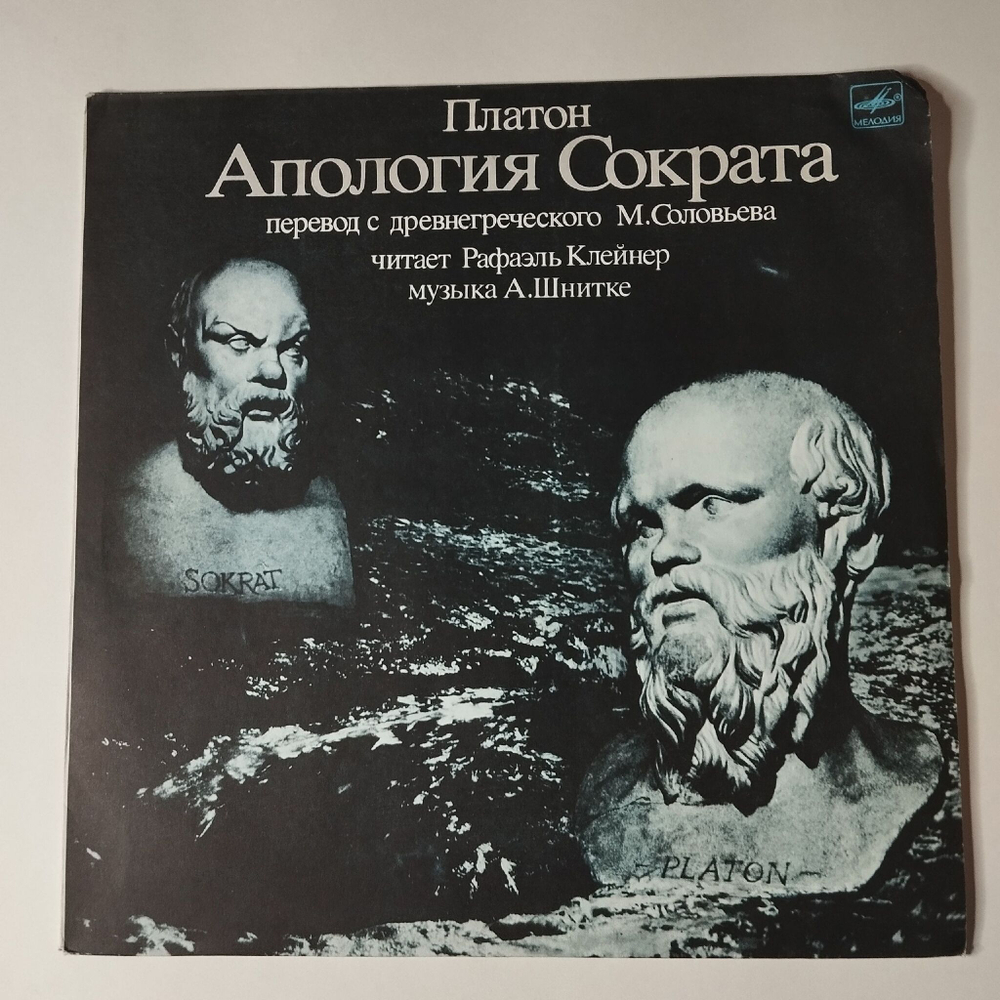 Платон
МЕЛОДИЯ
Апология Сократа
перевод с древнегреческого М.Соловьева
читает Рафаэль Клейнер
музыка А.Шнитке
SOKRAT
PLATON